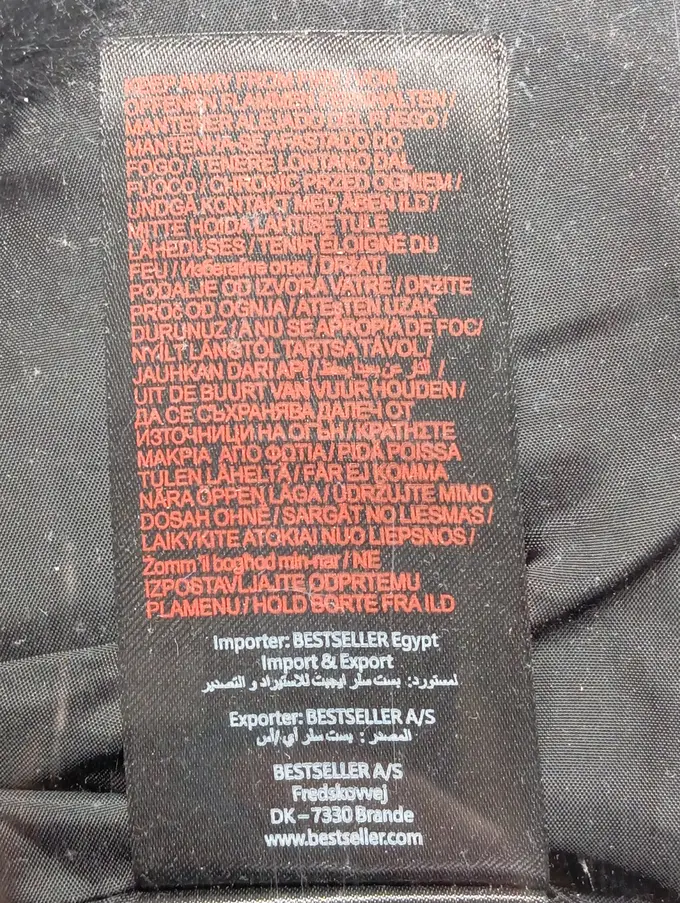 KEEP AWAY FROM FIRE / VON
OFFENEN FLAMMEN FERNHALTEN /
MANTENER ALEJADO DEL FUEGO /
MANTENHA-SE AFASTADO DO
FOGO / TENERE LONTANO DAL
FUOCO / CHRONIC PRZED OGNIEM /
UNDGÅ KONTAKT MED ÅBEN ILD /
MITTE HOIDA LAHTISE TULE
LÄHEDUSES / TENIR ELOIGNE DU
FEU / Избегайте огня / DRŽATI
PODALJE OD IZVORA VATRE / DRŽITE
PROČ OD OGNJA / ATEŞTEN UZAK
DURUNUZ / A NU SE APROPIA DE FOC/
NYÍLT LÁNGTÓL TARTSA TÁVOL /
JAUHKAN DARI API / /
UIT DE BUURT VAN VUUR HOUDEN /
ДА СЕ СЪХРАНЯВА ДАЛЕЧ ОТ
ИЗТОЧНИЦИ НА ОГЪН / ΚΡΑΤΗΣΤΕ
ΜΑΚΡΙΑ ΑΠΟ ΦΩΤΙΑ / PIDÄ POISSA
TULEN LÄHELTÄ / FÅR EJ KOMMA
NÄRA ÖPPEN LÅGA / UDRŽUJTE MIMO
DOSAH OHNĚ / SARGĀT NO LIESMAS /
LAIKYKITE ATOKIAI NUO LIEPSNOS /
Żomm 'il bogħod min-nar / NE
IZPOSTAVLJAJTE ODPRTEMU
PLAMENU / HOLD BORTE FRA ILD
Importer: BESTSELLER Egypt
Import & Export
لمستورد: بست سلر ايجيبت للاستيراد و التصدير
Exporter: BESTSELLER A/S
المصدر : بست سلر أي/اس
BESTSELLER A/S
Fredskovvej
DK – 7330 Brande
www.bestseller.com